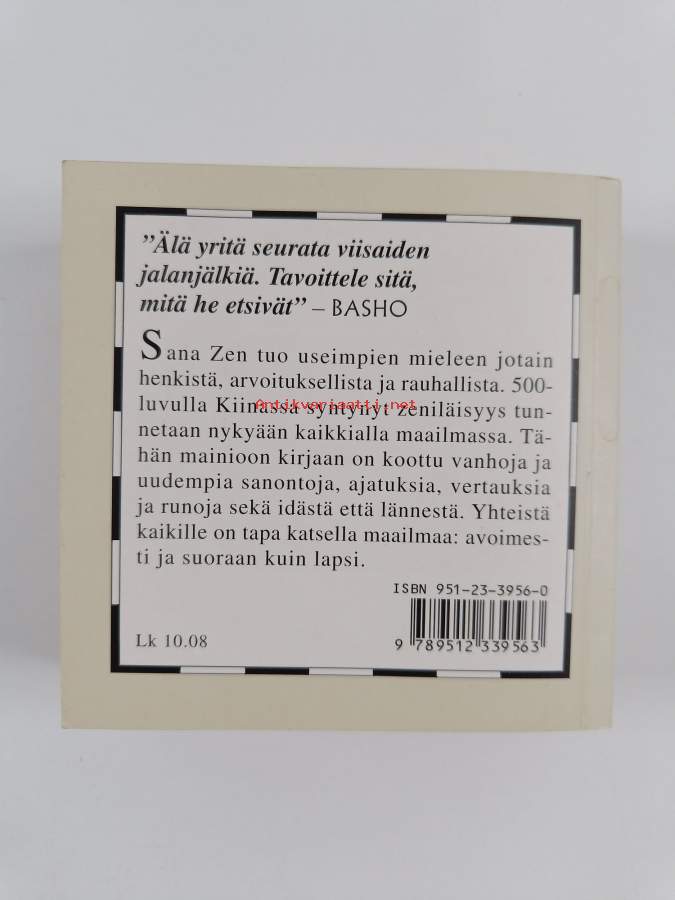 ”Älä yritä seurata viisaiden
jalanjälkiä. Tavoittele sitä,
mitä he etsivät” – BASHO
Sana Zen tuo useimpien mieleen jotain
henkistä, arvoituksellista ja rauhallista. 500-
luvulla Kiinassa syntynyt zeniläisyys tun-
Antikvariaatti.net
netaan nykyään kaikkialla maailmassa. Tä-
hän mainioon kirjaan on koottu vanhoja ja
uudempia sanontoja, ajatuksia, vertauksia
ja runoja sekä idästä että lännestä. Yhteistä
kaikille on tapa katsella maailmaa: avoimes-
ti ja suoraan kuin lapsi.
ISBN 951-23-3956-0
Lk 10.08
9 789512 339563